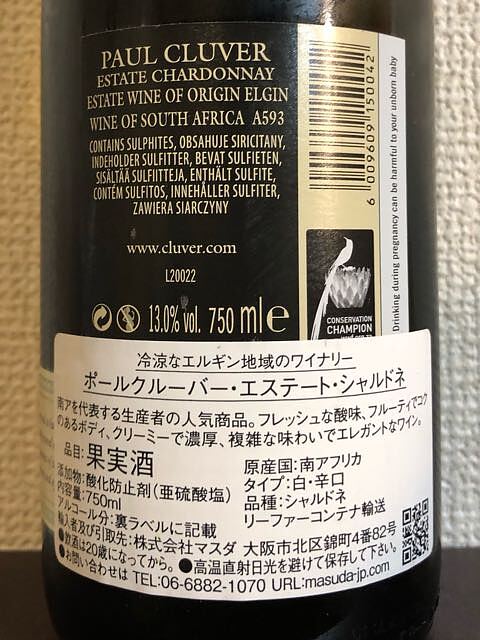 PAUL CLUVER
ESTATE CHARDONNAY
ESTATE WINE OF ORIGIN ELGIN
WINE OF SOUTH AFRICA A593
CONTAINS SULPHITES, OBSAHUJE SIRICITANY,
INDEHOLDER SULFITTER, BEVAT SULFIETEN,
SISÄLTÄÄ SULFIITTEJA, ENTHÄLT SULFITE,
CONTÉM SULFITOS, INNEHÅLLER SULFITER,
ZAWIERA SIARCZYNY
www.cluver.com
L20022
13.0% vol. 750 ml e
6 009609 150042
Drinking during pregnancy can be harmful to your unborn baby
CONSERVATION
CHAMPION
冷涼なエルギン地域のワイナリー
ポールクルーバー・エステート・シャルドネ
南アを代表する生産者の人気商品。フレッシュな酸味、フルーティでコク
のあるボディ、クリーミーで濃厚、複雑な味わいでエレガントなワイン。
品目:果実酒
添加物:酸化防止剤(亜硫酸塩)
内容量:750ml
アルコール分:裏ラベルに記載
原産国:南アフリカ
タイプ:白・辛口
品種:シャルドネ
リーファーコンテナ輸送
輸入者及び引取先:株式会社マスダ 大阪市北区錦町4番82号
●飲酒は20歳になってから。 ●高温直射日光を避けて保存して下さい。
●お問い合わせは TEL:06-6882-1070 URL:masuda-jp.com